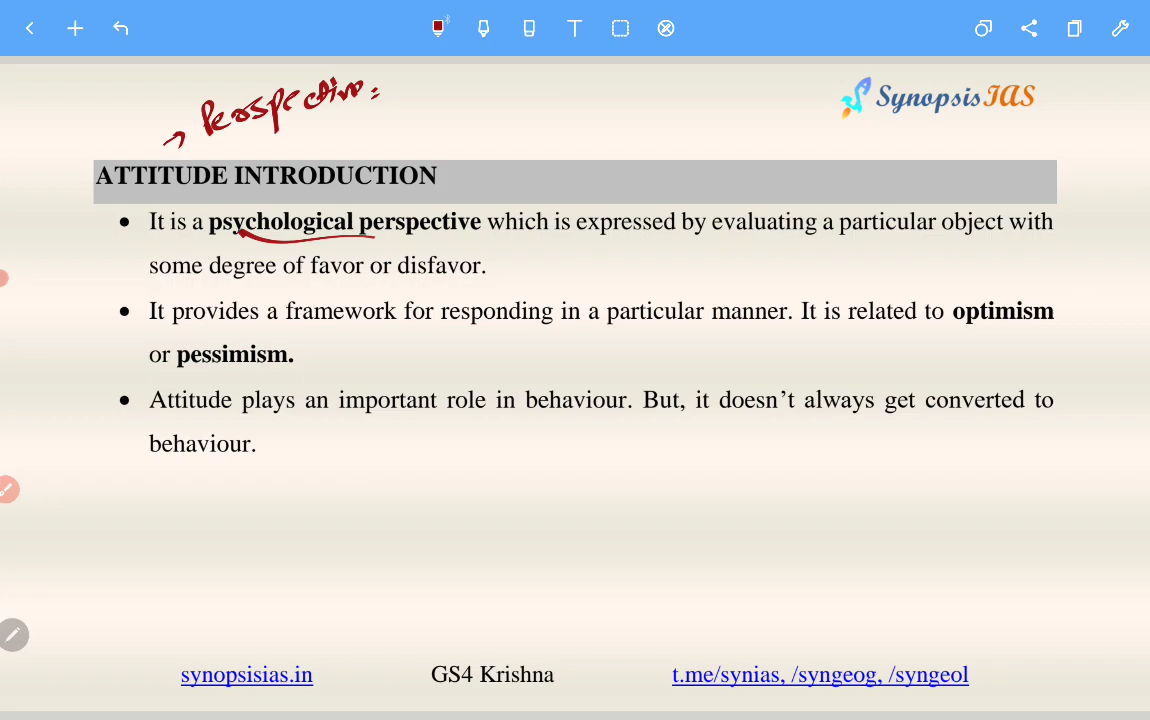 → Perspective :
SynopsisIAS
ATTITUDE INTRODUCTION
• It is a psychological perspective which is expressed by evaluating a particular object with
some degree of favor or disfavor.
• It provides a framework for responding in a particular manner. It is related to optimism
or pessimism.
• Attitude plays an important role in behaviour. But, it doesn’t always get converted to
behaviour.
synopsisias.in GS4 Krishna t.me/synias, /syngeog, /syngeol